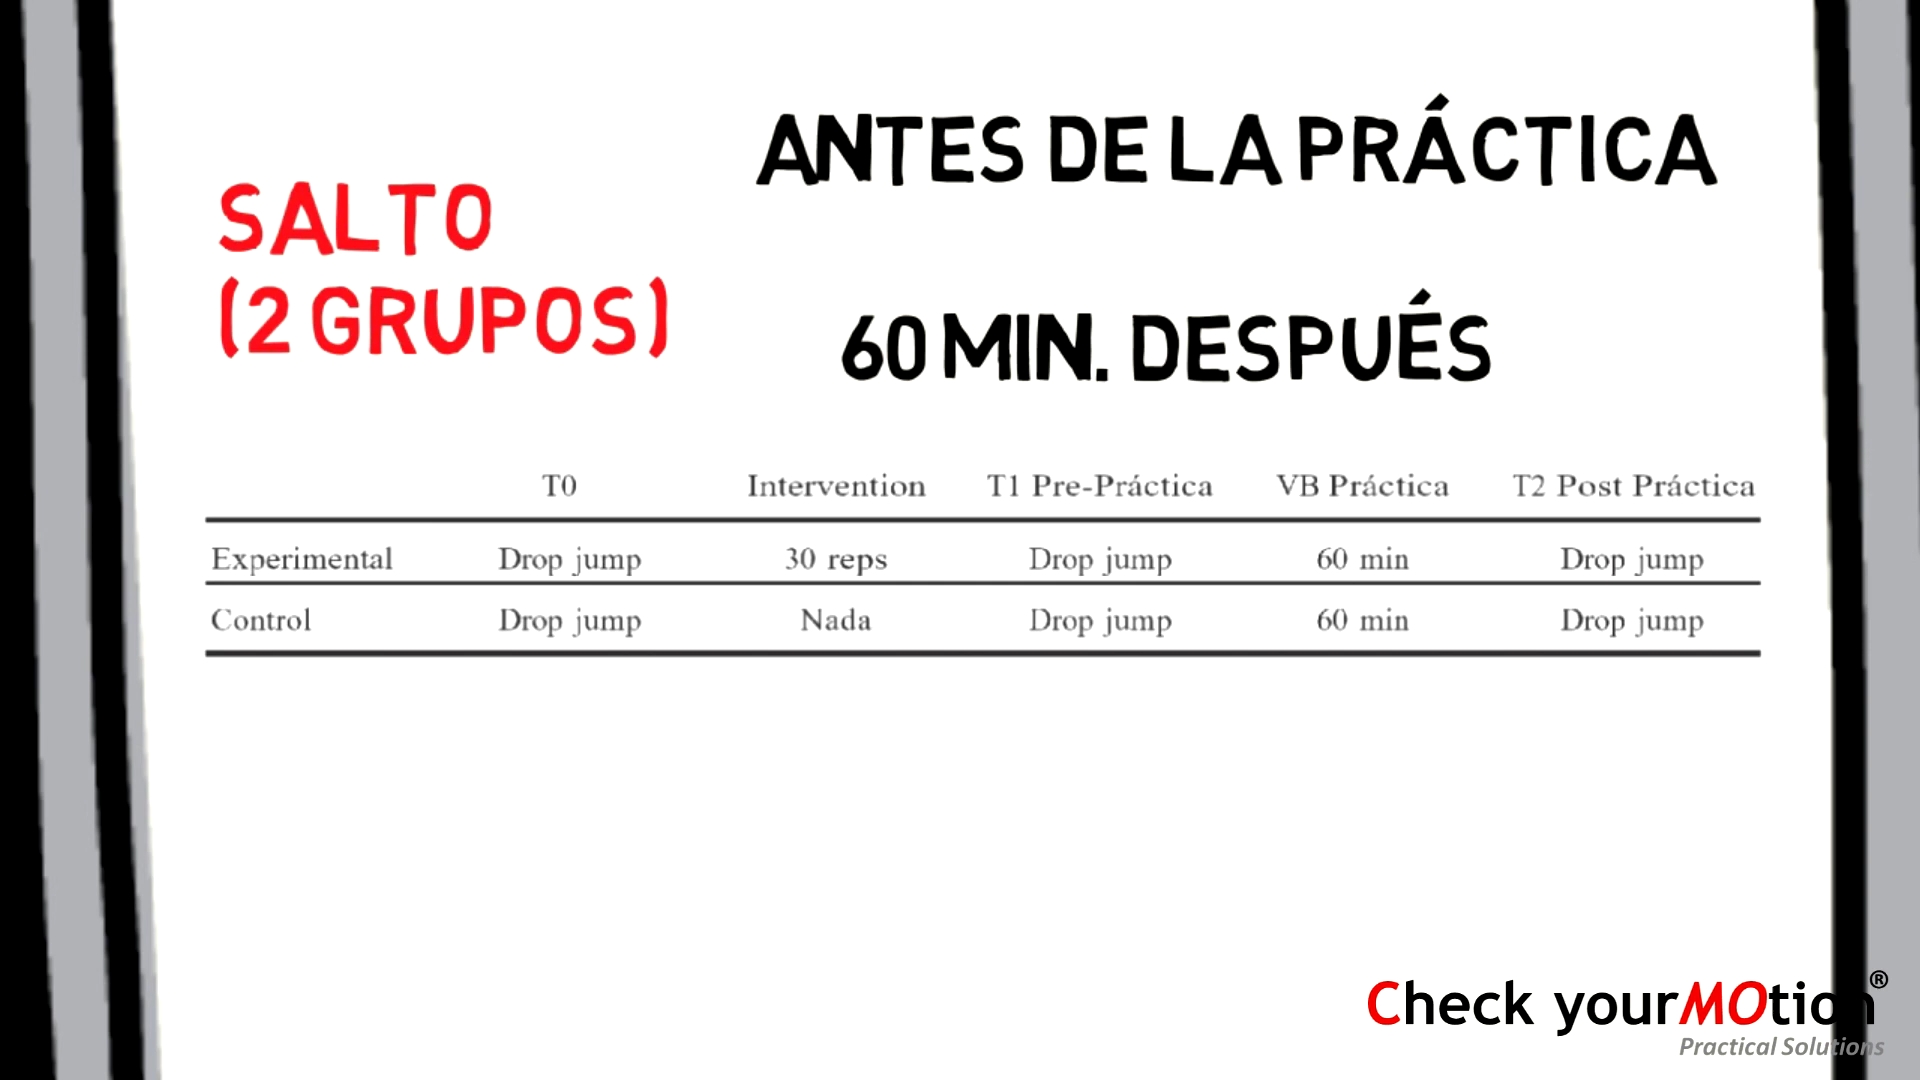 SALTO
(2 GRUPOS)
ANTES DE LA PRÁCTICA
60 MIN. DESPUÉS
T0 Intervention T1 Pre-Práctica VB Práctica T2 Post Práctica
Experimental Drop jump 30 reps Drop jump 60 min Drop jump
Control Drop jump Nada Drop jump 60 min Drop jump
Check yourMOtion®
Practical Solutions